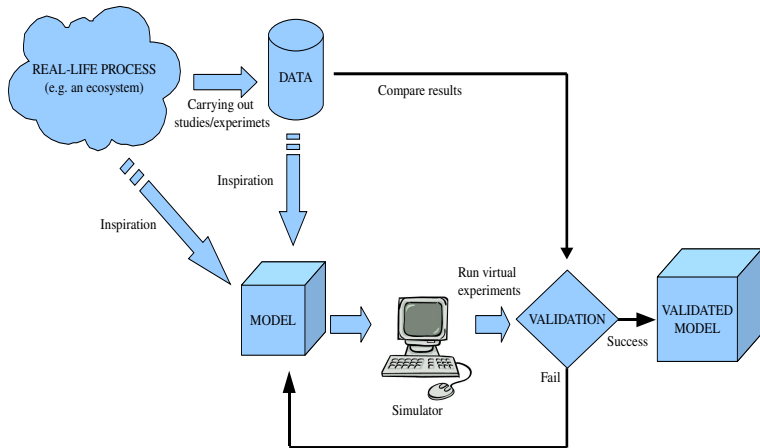 REAL-LIFE PROCESS
(e.g. an ecosystem)
DATA
Carrying out
studies/experimets
Compare results
Inspiration
Inspiration
MODEL
Simulator
Run virtual
experiments
VALIDATION
Success
Fail
VALIDATED
MODEL